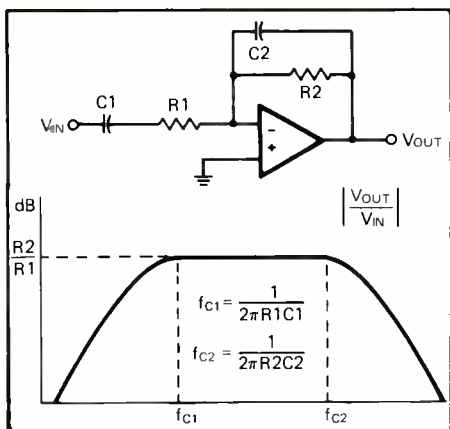 C2
R2
C1
R1
VIN
−
+
VOUT
dB
|VOUT/VIN|
R2/R1
fC1 = 1/2πR1C1
fC2 = 1/2πR2C2
fC1
fC2